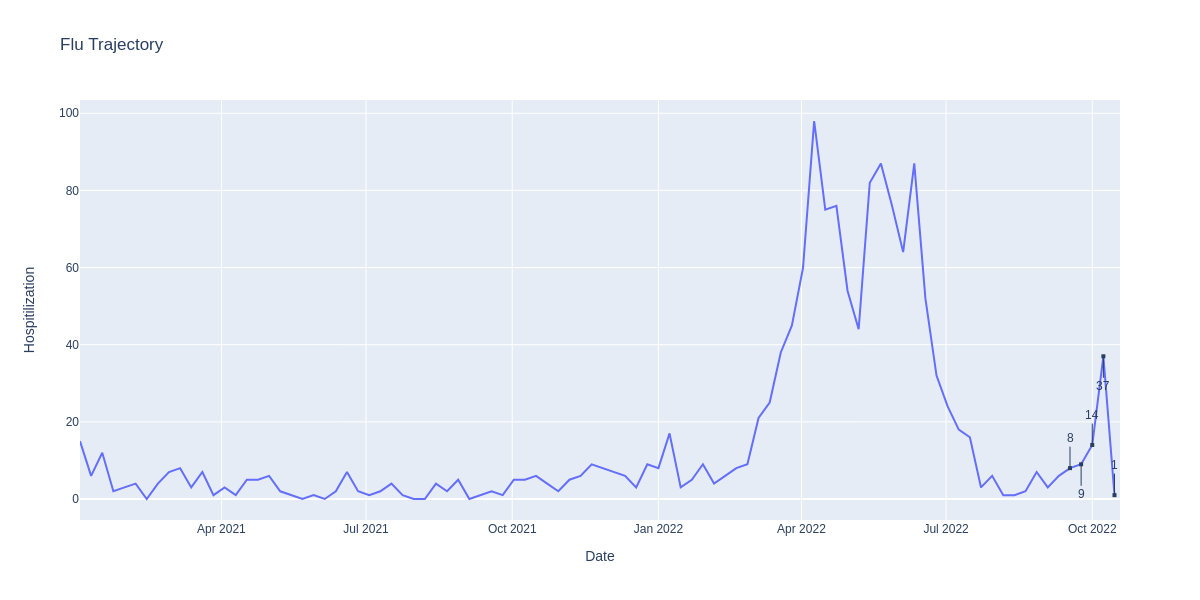 Flu Trajectory
100
80
60
40
20
0
Hospitilization
8
9
14
37
1
Apr 2021
Jul 2021
Oct 2021
Jan 2022
Apr 2022
Jul 2022
Oct 2022
Date